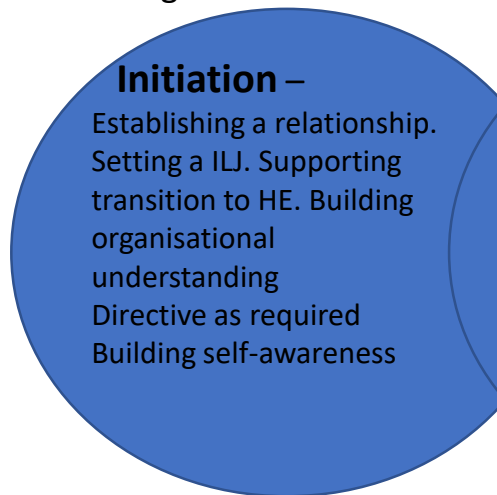 Initiation –
Establishing a relationship.
Setting a ILJ. Supporting
transition to HE. Building
organisational
understanding
Directive as required
Building self-awareness